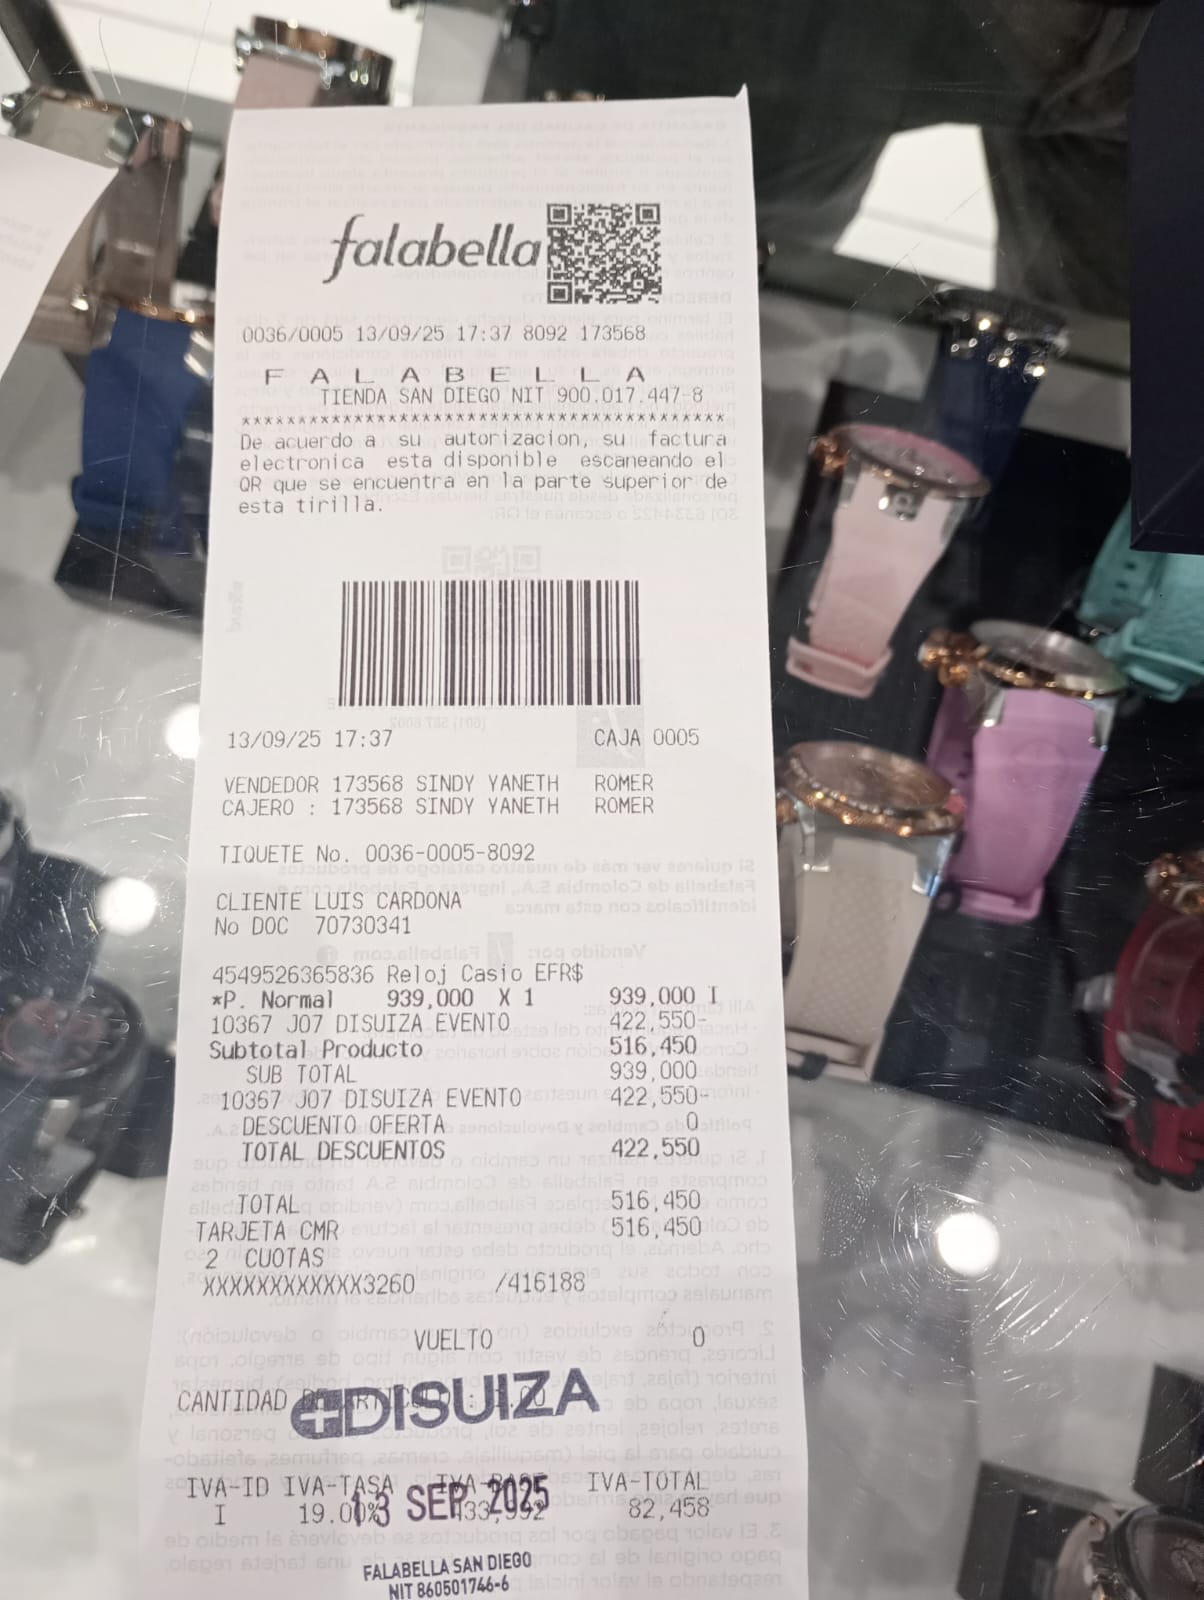 falabella
0036/0005 13/09/25 17:37 8092 173568
F A L A B E L L A
TIENDA SAN DIEGO NIT 900.017.447-8
******************************************
De acuerdo a su autorizacion, su factura
electronica esta disponible escaneando el
QR que se encuentra en la parte superior de
esta tirilla.
13/09/25 17:37 CAJA 0005
VENDEDOR 173568 SINDY YANETH ROMER
CAJERO : 173568 SINDY YANETH ROMER
TIQUETE No. 0036-0005-8092
CLIENTE LUIS CARDONA
No DOC 70730341
4549526365836 Reloj Casio EFR$
*P. Normal 939,000 X 1 939,000 I
10367 J07 DISUIZA EVENTO 422,550-
Subtotal Producto 516,450
SUB TOTAL 939,000
10367 J07 DISUIZA EVENTO 422,550-
DESCUENTO OFERTA 0
TOTAL DESCUENTOS 422,550
TOTAL 516,450
TARJETA CMR 516,450
2 CUOTAS
XXXXXXXXXXXX3260 /416188
VUELTO 0
CANTIDAD
DISUIZA
IVA-ID IVA-TASA IVA-TOTAL
I 19.00% 82,458
13 SEP 2025
FALABELLA SAN DIEGO
NIT 860501746-6